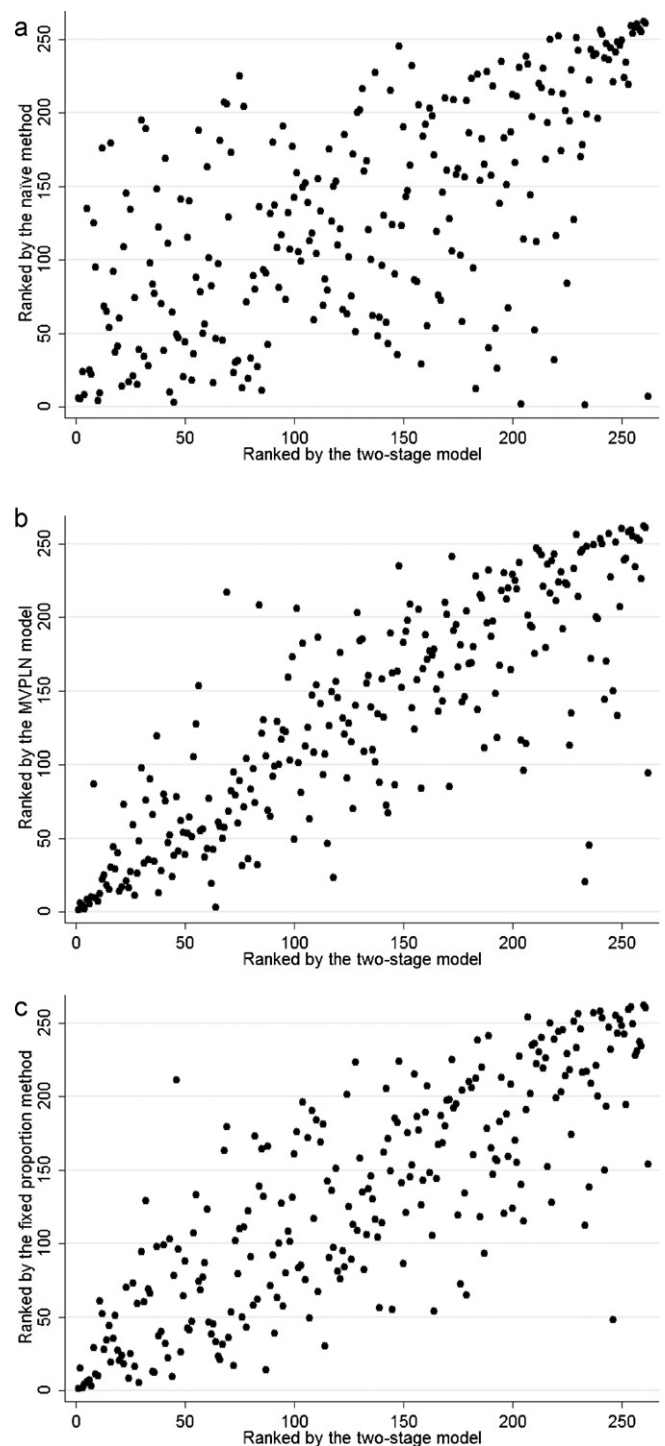 a
Ranked by the naïve method
250
200
150
100
50
0
0 50 100 150 200 250
Ranked by the two-stage model
b
Ranked by the MVPLN model
250
200
150
100
50
0
0 50 100 150 200 250
Ranked by the two-stage model
c
Ranked by the fixed proportion method
250
200
150
100
50
0
0 50 100 150 200 250
Ranked by the two-stage model